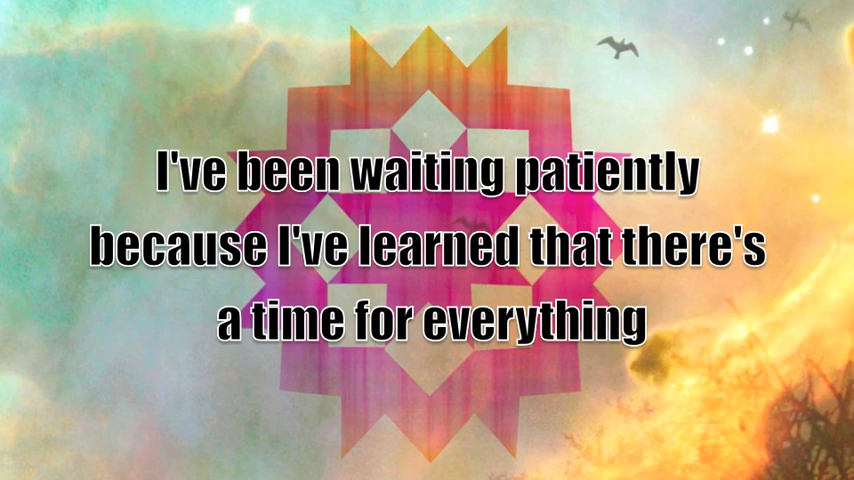 I've been waiting patiently
because I've learned that there's
a time for everything